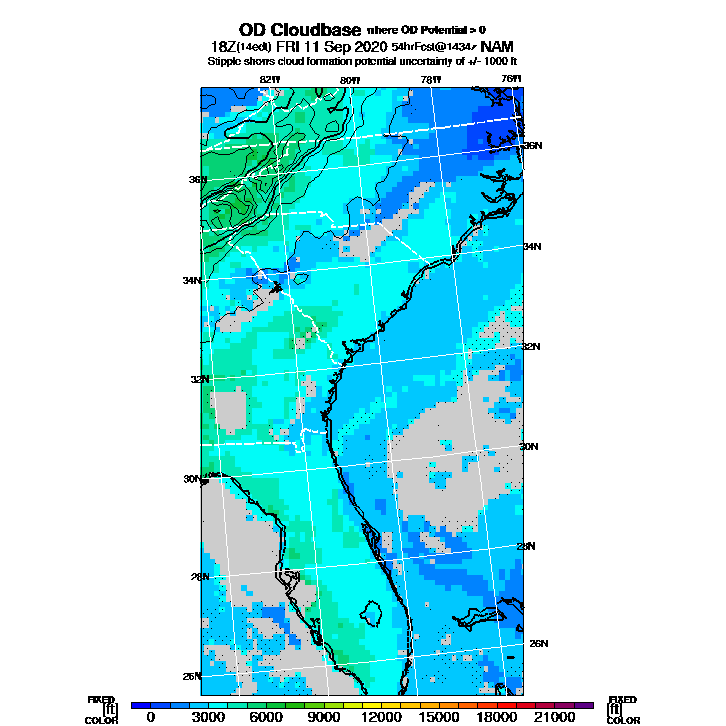 OD Cloudbase where OD Potential > 0
18Z(14edt) FRI 11 Sep 2020 54hrFcst@1434z NAM
Stipple shows cloud formation potential uncertainty of +/- 1000 ft
82W 80W 78W 76W
36N
36N
34N
34N
32N
32N
30N
30N
28N
28N
26N
26N
FIXED [ft] COLOR
0 3000 6000 9000 12000 15000 18000 21000
FIXED [ft] COLOR